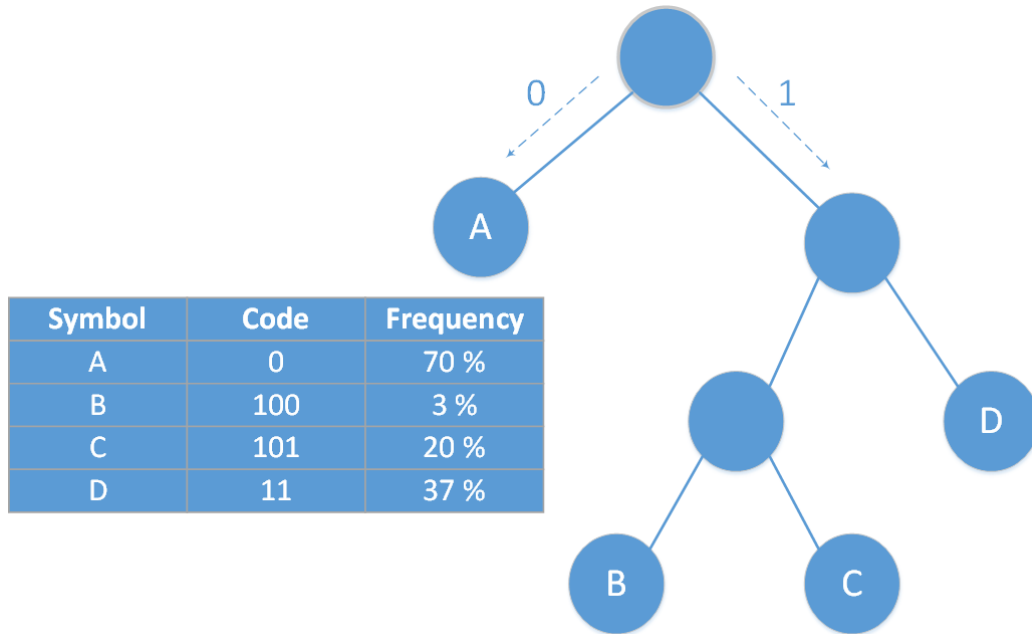 0 1
A
Symbol Code Frequency
A 0 70 %
B 100 3 %
C 101 20 %
D 11 37 %
D
B C